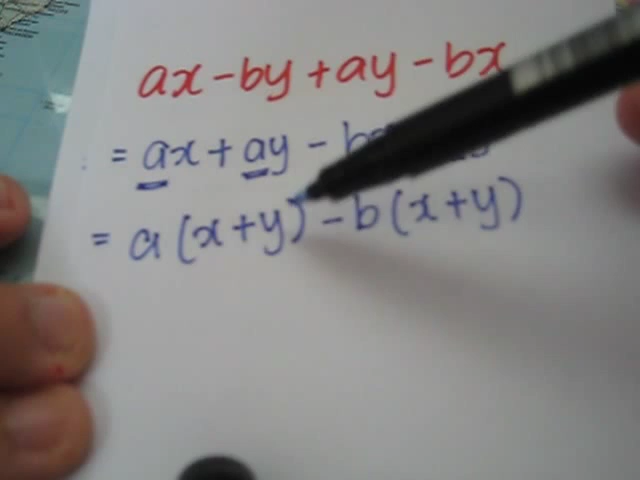 ax - by + ay - bx
= ax + ay - b
= a (x + y) - b (x + y)